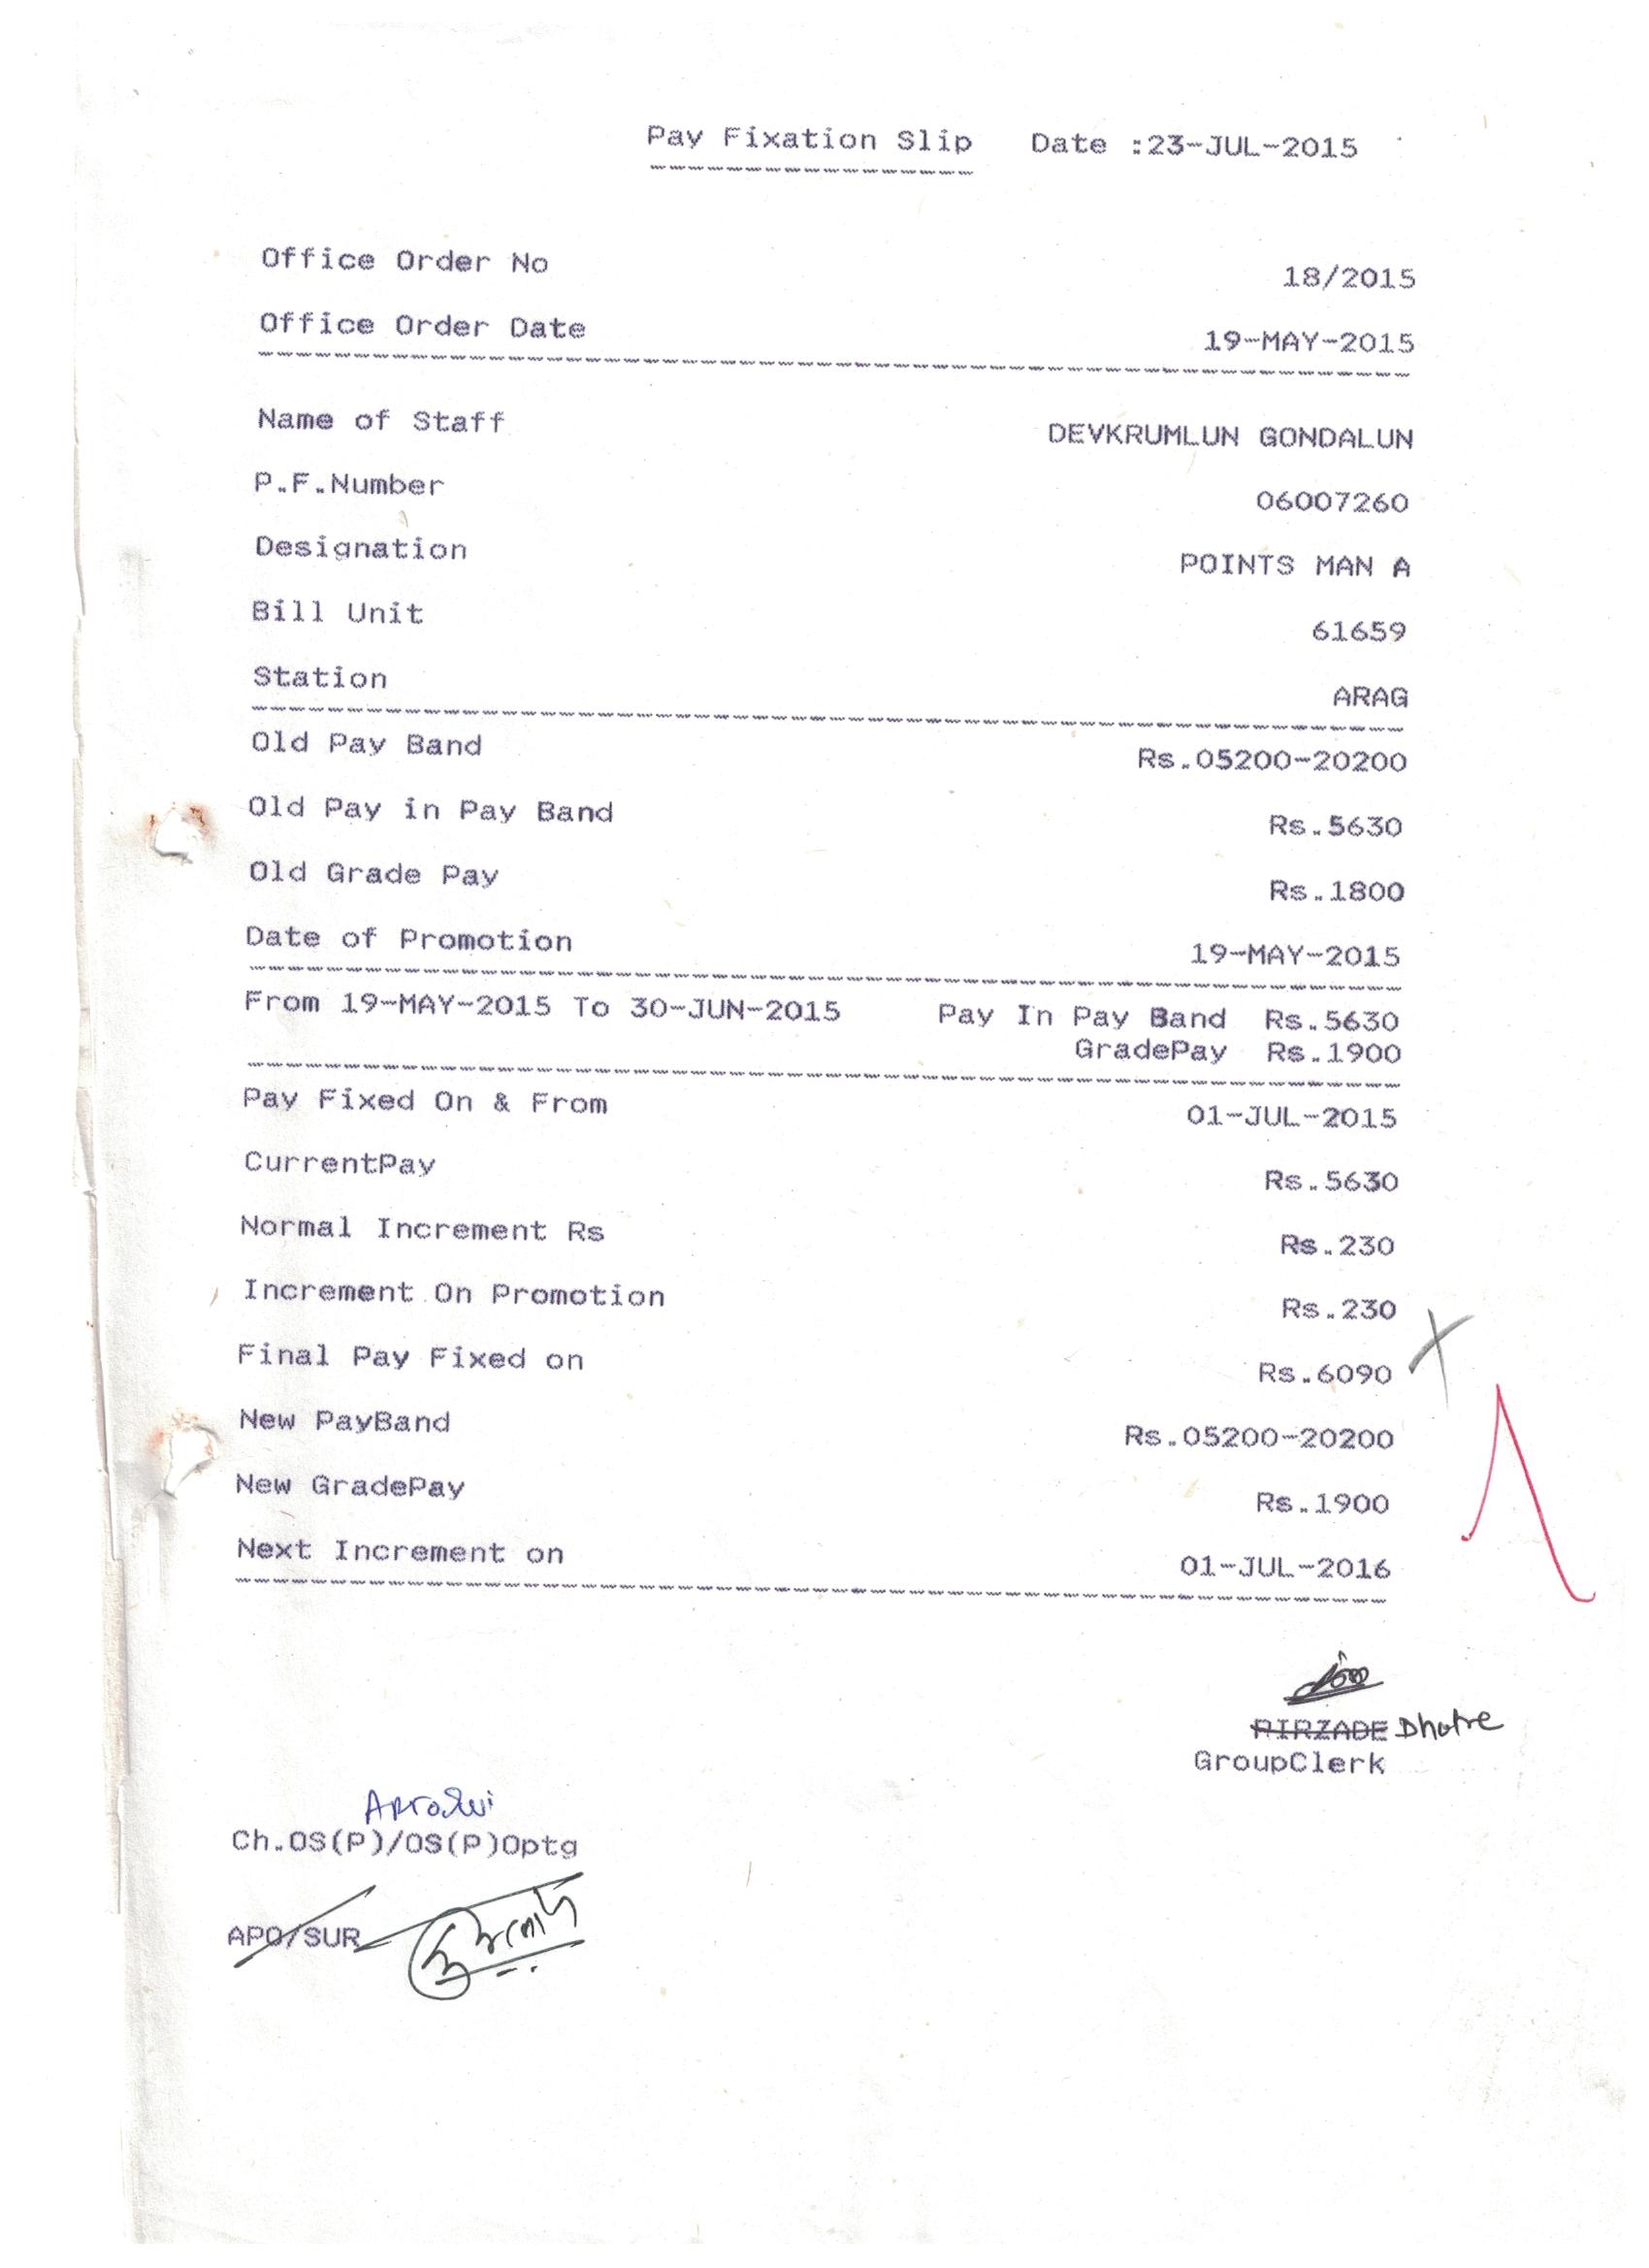 Pay Fixation Slip Date :23-JUL-2015
Office Order No 18/2015
Office Order Date 19-MAY-2015
Name of Staff DEVKRUMLUN GONDALUN
P.F.Number 06007260
Designation POINTS MAN A
Bill Unit 61659
Station ARAG
Old Pay Band Rs.05200-20200
Old Pay in Pay Band Rs.5630
Old Grade Pay Rs.1800
Date of Promotion 19-MAY-2015
From 19-MAY-2015 To 30-JUN-2015 Pay In Pay Band Rs.5630
GradePay Rs.1900
Pay Fixed On & From 01-JUL-2015
CurrentPay Rs.5630
Normal Increment Rs Rs.230
Increment On Promotion Rs.230
Final Pay Fixed on Rs.6090
New PayBand Rs.05200-20200
New GradePay Rs.1900
Next Increment on 01-JUL-2016
PIRZADE Dhotre
GroupClerk
Ch.OS(P)/OS(P)Optg
APO/SUR